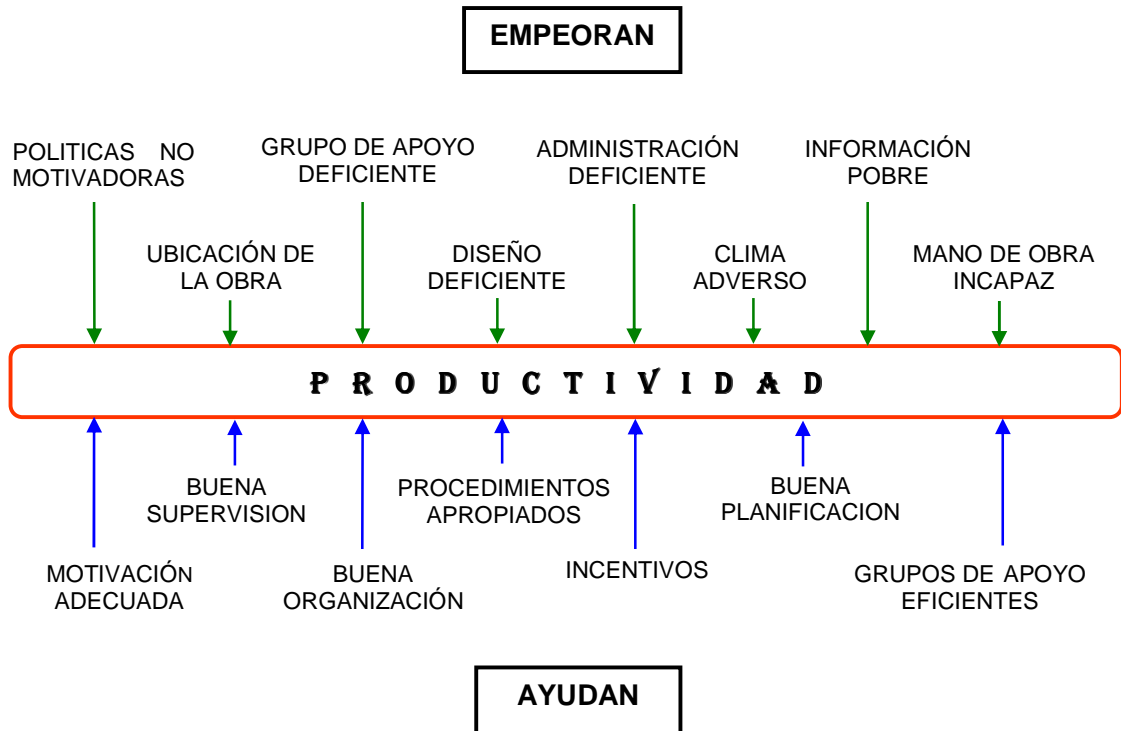 EMPEORAN
POLITICAS NO
MOTIVADORAS
GRUPO DE APOYO
DEFICIENTE
ADMINISTRACIÓN
DEFICIENTE
INFORMACIÓN
POBRE
UBICACIÓN DE
LA OBRA
DISEÑO
DEFICIENTE
CLIMA
ADVERSO
MANO DE OBRA
INCAPAZ
P R O D U C T I V I D A D
BUENA
SUPERVISION
PROCEDIMIENTOS
APROPIADOS
BUENA
PLANIFICACION
MOTIVACIÓN
ADECUADA
BUENA
ORGANIZACIÓN
INCENTIVOS
GRUPOS DE APOYO
EFICIENTES
AYUDAN